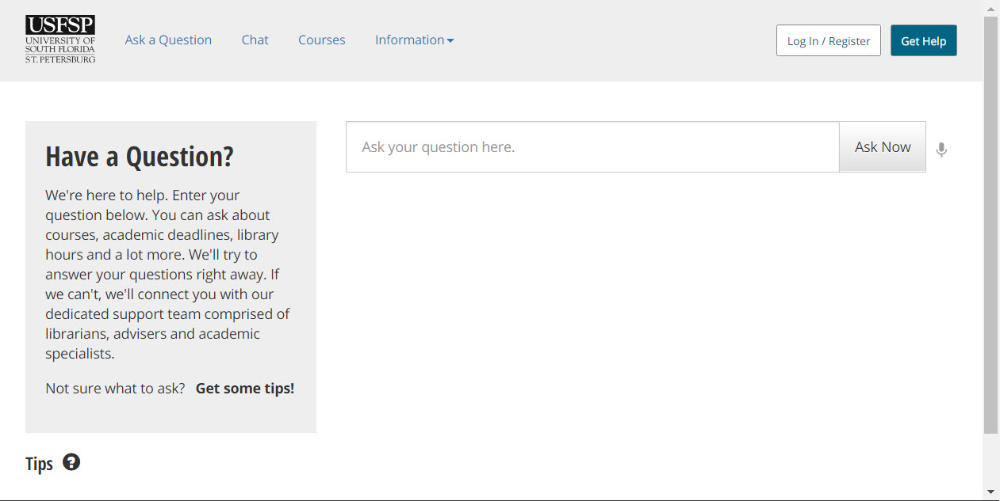 USFSP
UNIVERSITY OF
SOUTH FLORIDA
ST. PETERSBURG
Ask a Question
Chat
Courses
Information
Log In / Register
Get Help
Have a Question?
We're here to help. Enter your
question below. You can ask about
courses, academic deadlines, library
hours and a lot more. We'll try to
answer your questions right away. If
we can't, we'll connect you with our
dedicated support team comprised of
librarians, advisers and academic
specialists.
Not sure what to ask? Get some tips!
Ask your question here.
Ask Now
Tips ?